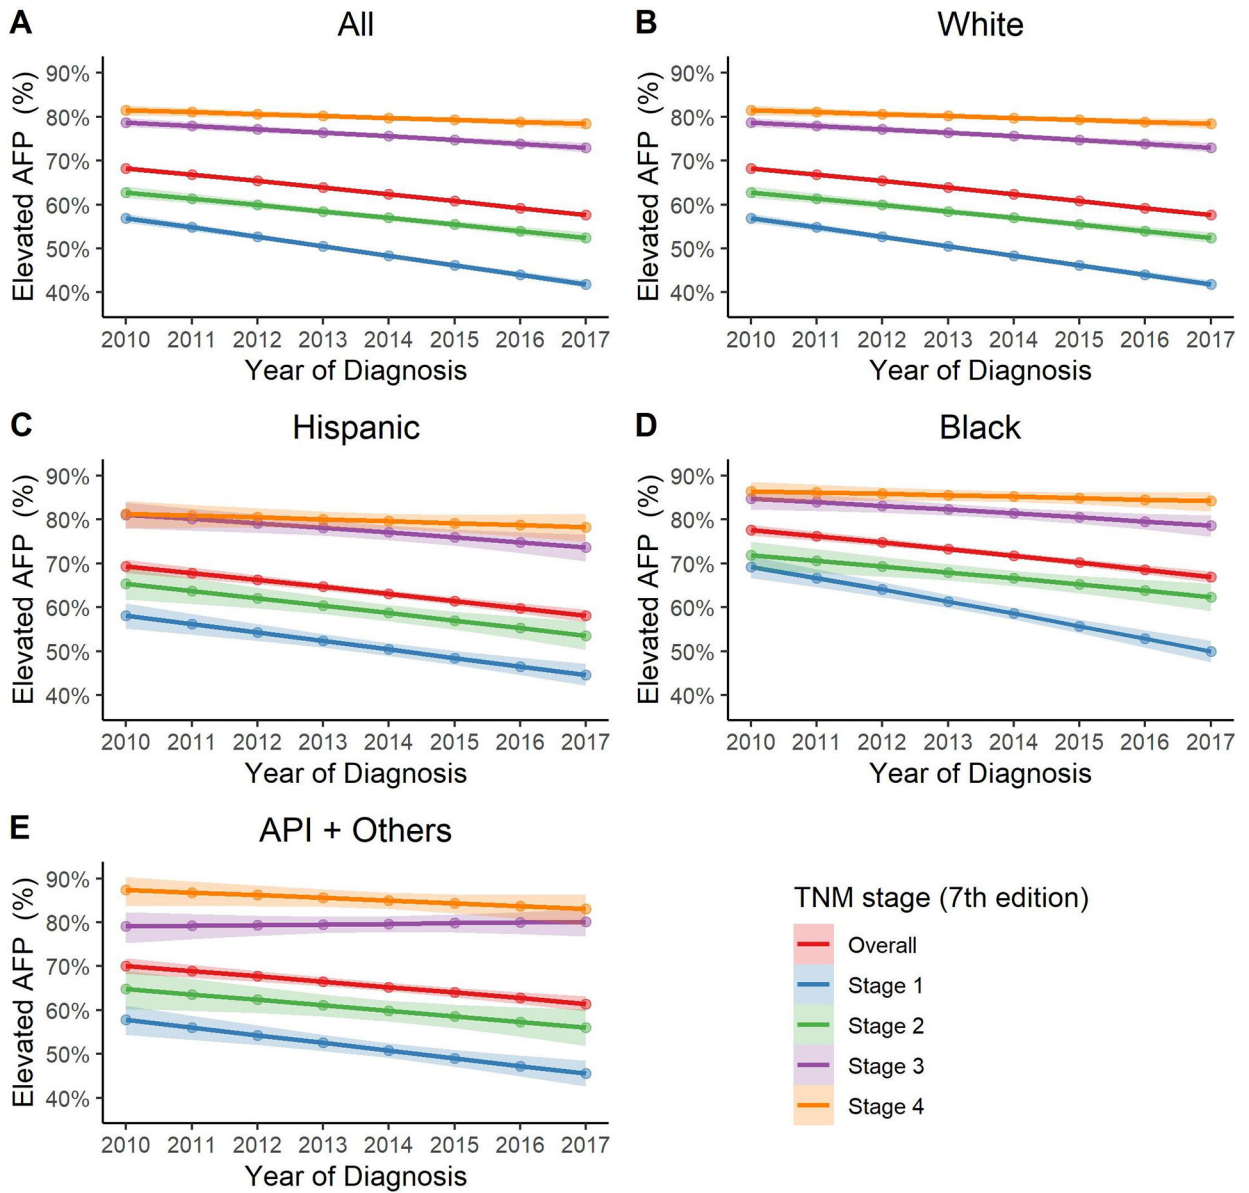 A All
Elevated AFP (%)
90%
80%
70%
60%
50%
40%
2010 2011 2012 2013 2014 2015 2016 2017
Year of Diagnosis
B White
Elevated AFP (%)
90%
80%
70%
60%
50%
40%
2010 2011 2012 2013 2014 2015 2016 2017
Year of Diagnosis
C Hispanic
Elevated AFP (%)
90%
80%
70%
60%
50%
40%
2010 2011 2012 2013 2014 2015 2016 2017
Year of Diagnosis
D Black
Elevated AFP (%)
90%
80%
70%
60%
50%
40%
2010 2011 2012 2013 2014 2015 2016 2017
Year of Diagnosis
E API + Others
Elevated AFP (%)
90%
80%
70%
60%
50%
40%
2010 2011 2012 2013 2014 2015 2016 2017
Year of Diagnosis
TNM stage (7th edition)
Overall
Stage 1
Stage 2
Stage 3
Stage 4